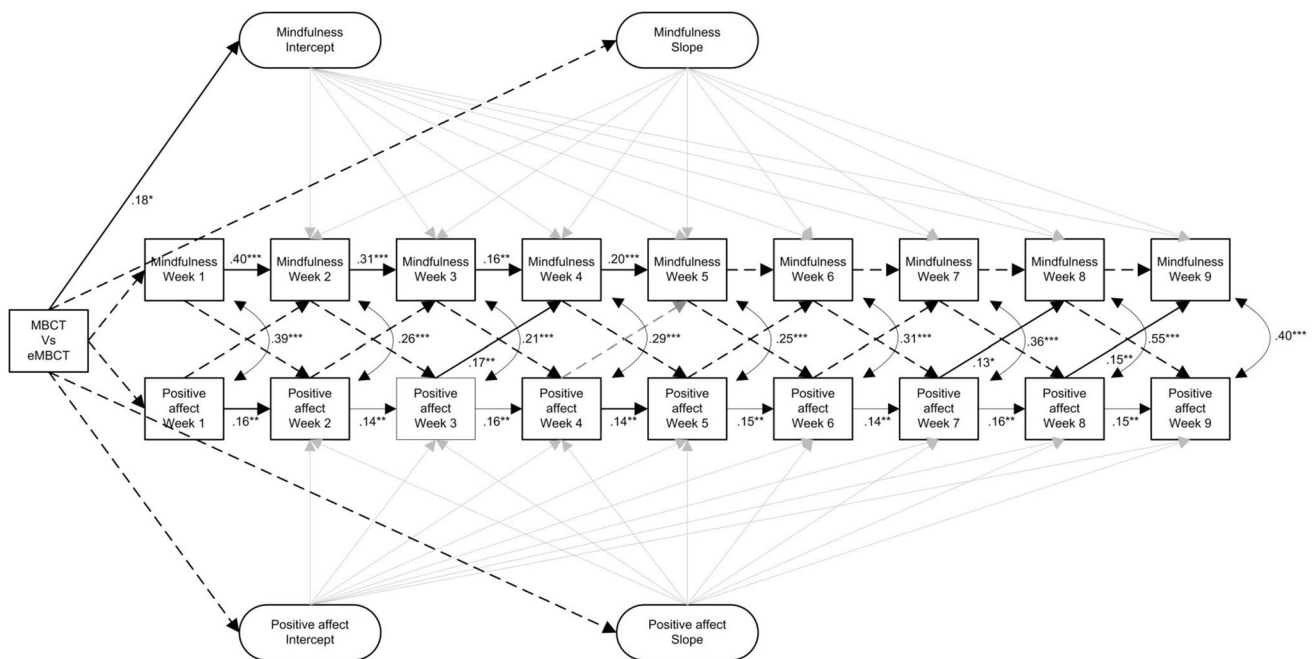 Mindfulness
Intercept
Mindfulness
Slope
.18*
Mindfulness
Week 1
.40***
Mindfulness
Week 2
.31***
Mindfulness
Week 3
.16**
Mindfulness
Week 4
.20***
Mindfulness
Week 5
Mindfulness
Week 6
Mindfulness
Week 7
Mindfulness
Week 8
Mindfulness
Week 9
MBCT
Vs
eMBCT
.39***
.26***
.21***
.29***
.25***
.31***
.36***
.55***
.40***
.17**
.13*
.15**
Positive
affect
Week 1
.16**
Positive
affect
Week 2
.14**
Positive
affect
Week 3
.16**
Positive
affect
Week 4
.14**
Positive
affect
Week 5
.15**
Positive
affect
Week 6
.14**
Positive
affect
Week 7
.16**
Positive
affect
Week 8
.15**
Positive
affect
Week 9
Positive affect
Intercept
Positive affect
Slope